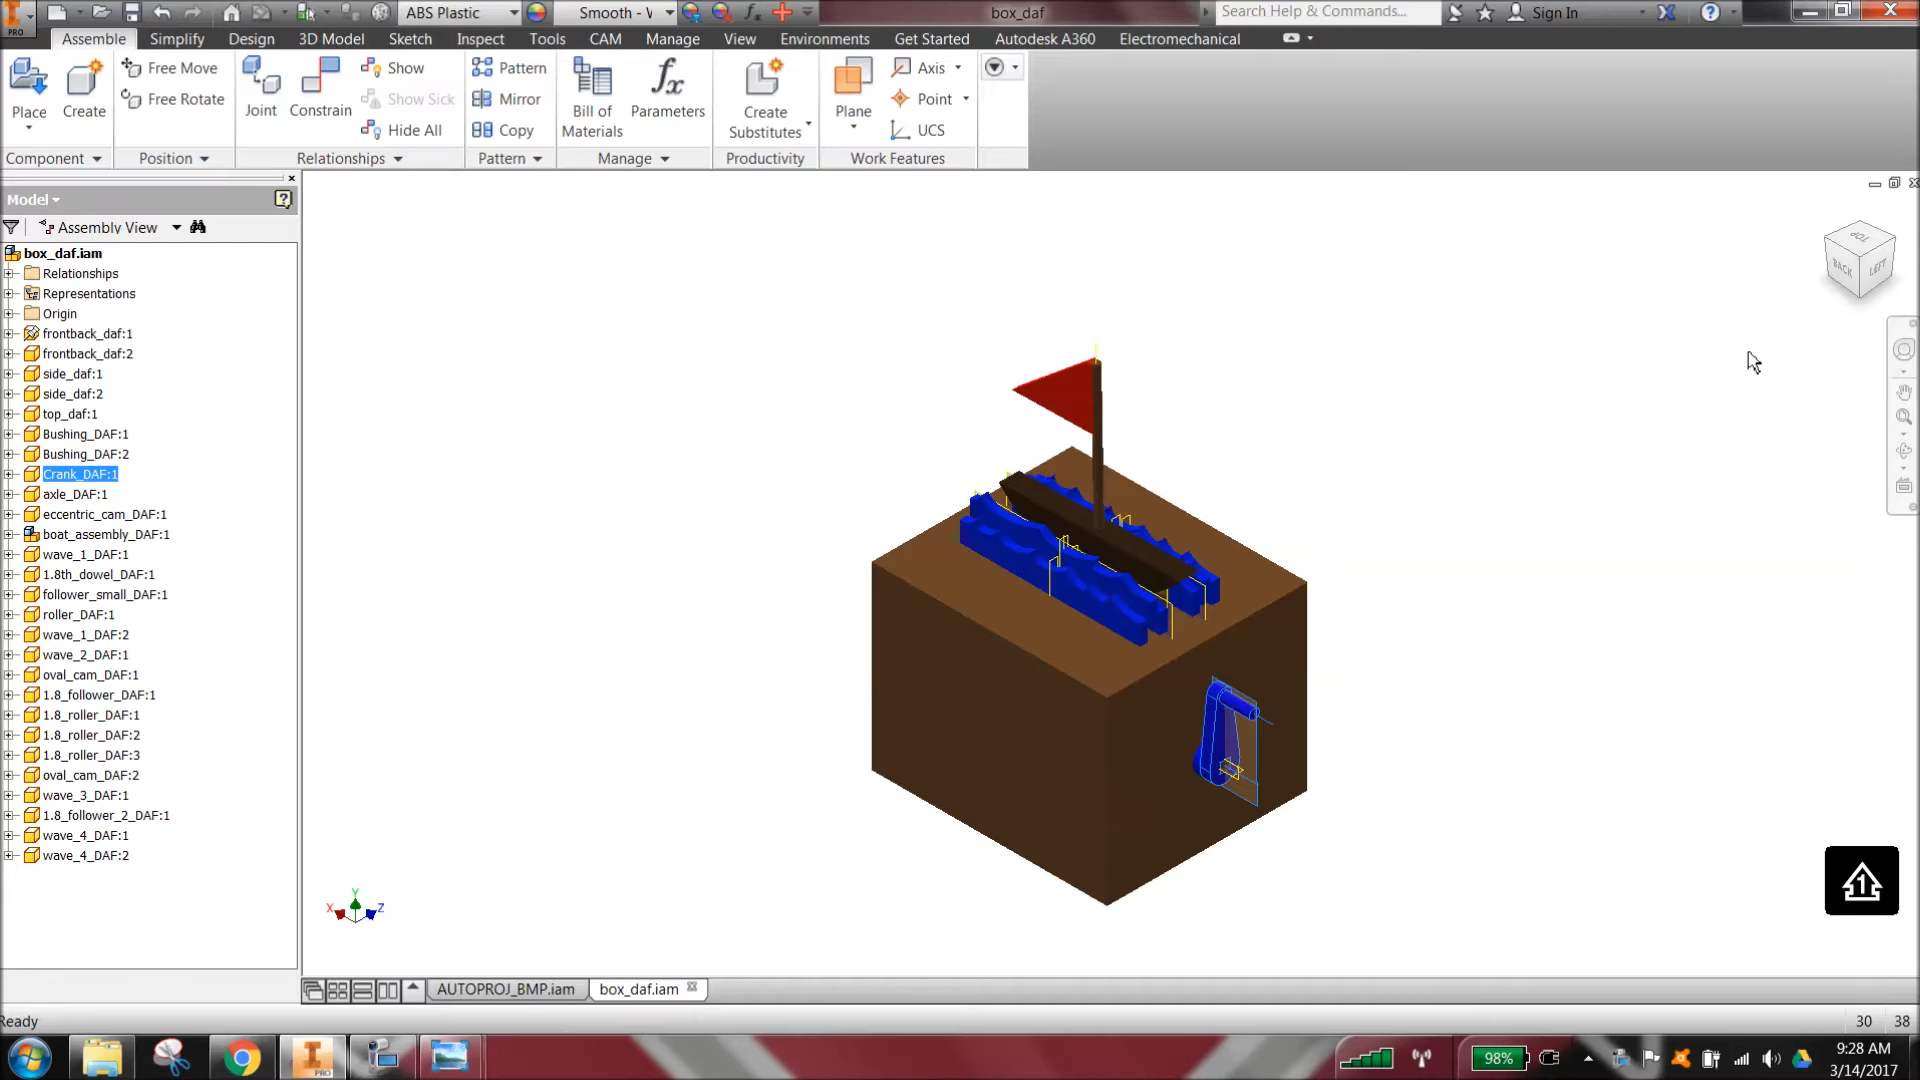 PRO
ABS Plastic
Smooth - V
box_daf
Search Help & Commands...
Sign In
Assemble Simplify Design 3D Model Sketch Inspect Tools CAM Manage View Environments Get Started Autodesk A360 Electromechanical
Place
Create
Free Move
Free Rotate
Joint
Constrain
Show
Show Sick
Hide All
Pattern
Mirror
Copy
Bill of
Materials
Parameters
Create
Substitutes
Plane
Axis
Point
UCS
Component Position Relationships Pattern Manage Productivity Work Features
Model
Assembly View
box_daf.iam
Relationships
Representations
Origin
frontback_daf:1
frontback_daf:2
side_daf:1
side_daf:2
top_daf:1
Bushing_DAF:1
Bushing_DAF:2
Crank_DAF:1
axle_DAF:1
eccentric_cam_DAF:1
boat_assembly_DAF:1
wave_1_DAF:1
1.8th_dowel_DAF:1
follower_small_DAF:1
roller_DAF:1
wave_1_DAF:2
wave_2_DAF:1
oval_cam_DAF:1
1.8_follower_DAF:1
1.8_roller_DAF:1
1.8_roller_DAF:2
1.8_roller_DAF:3
oval_cam_DAF:2
wave_3_DAF:1
1.8_follower_2_DAF:1
wave_4_DAF:1
wave_4_DAF:2
TOP
BACK
LEFT
Y
X
Z
1
AUTOPROJ_BMP.iam
box_daf.iam
Ready
30 38
PRO
98%
9:28 AM
3/14/2017